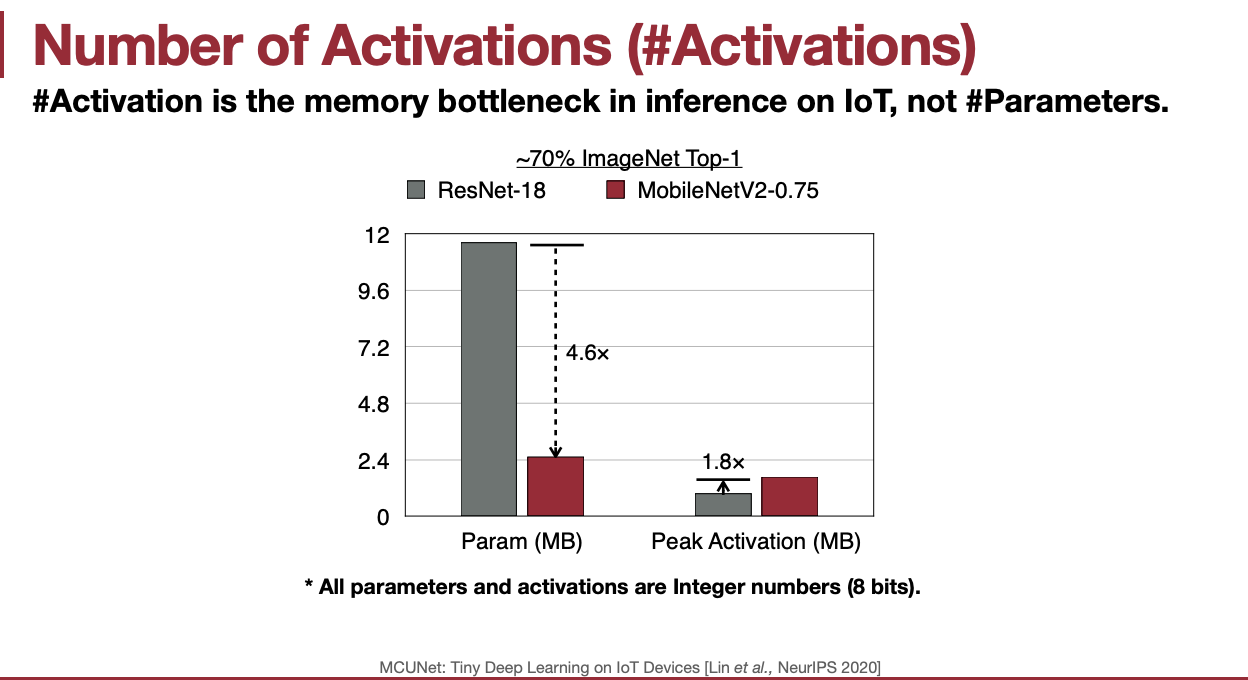 Number of Activations (#Activations)
#Activation is the memory bottleneck in inference on IoT, not #Parameters.
~70% ImageNet Top-1
ResNet-18 MobileNetV2-0.75
12
9.6
7.2
4.8
2.4
0
4.6×
1.8×
Param (MB) Peak Activation (MB)
* All parameters and activations are Integer numbers (8 bits).
MCUNet: Tiny Deep Learning on IoT Devices [Lin et al., NeurIPS 2020]